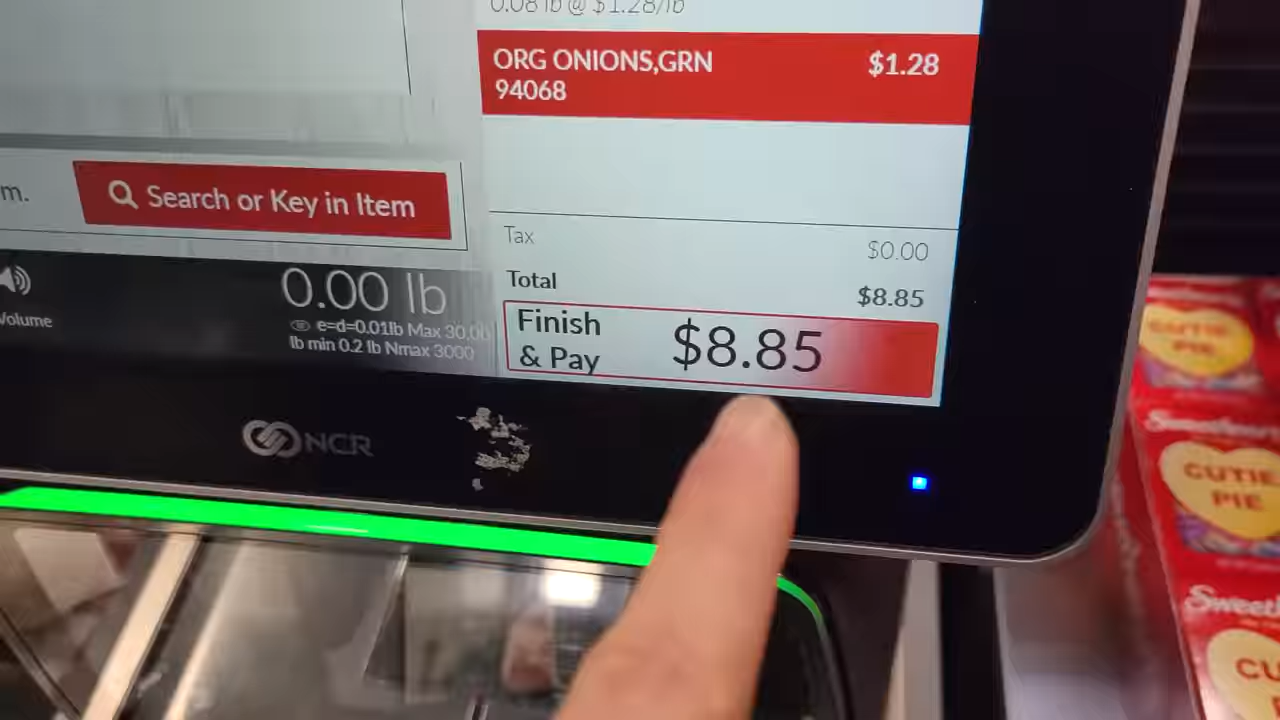 0.08 lb @ $1.28/lb
ORG ONIONS,GRN $1.28
94068
m.
Search or Key in Item
Tax $0.00
Total $8.85
Finish
& Pay $8.85
0.00 lb
e=d=0.01lb Max 30.00
lb min 0.2 lb Nmax 3000
Volume
NCR
CUTIE
PIE
Sweethearts
CUTIE
PIE
Sweet
CU